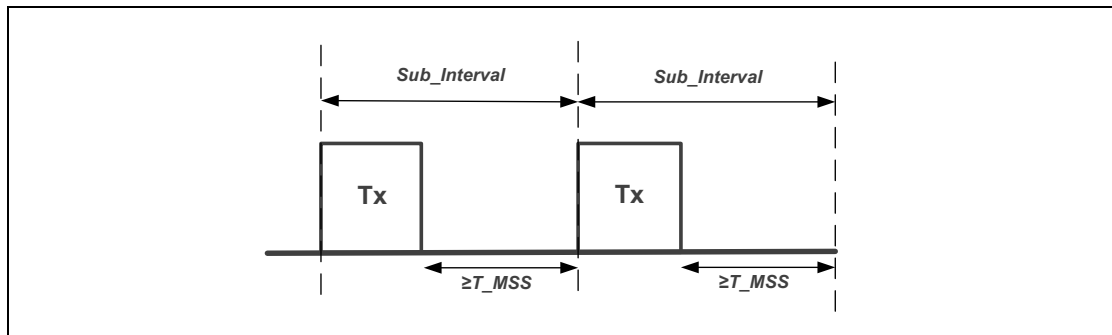 Sub_Interval
Sub_Interval
Tx
Tx
≥T_MSS
≥T_MSS